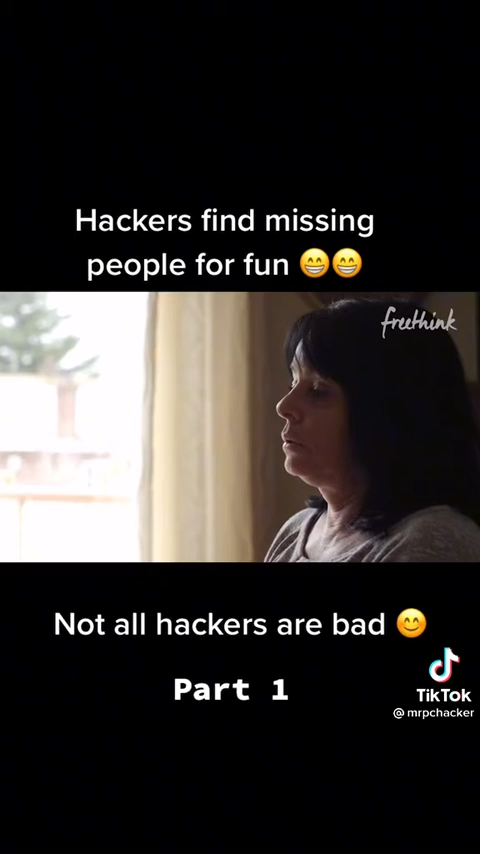 Hackers find missing
people for fun 😁😁
freethink
Not all hackers are bad 😊
Part 1
TikTok
@mrpchacker